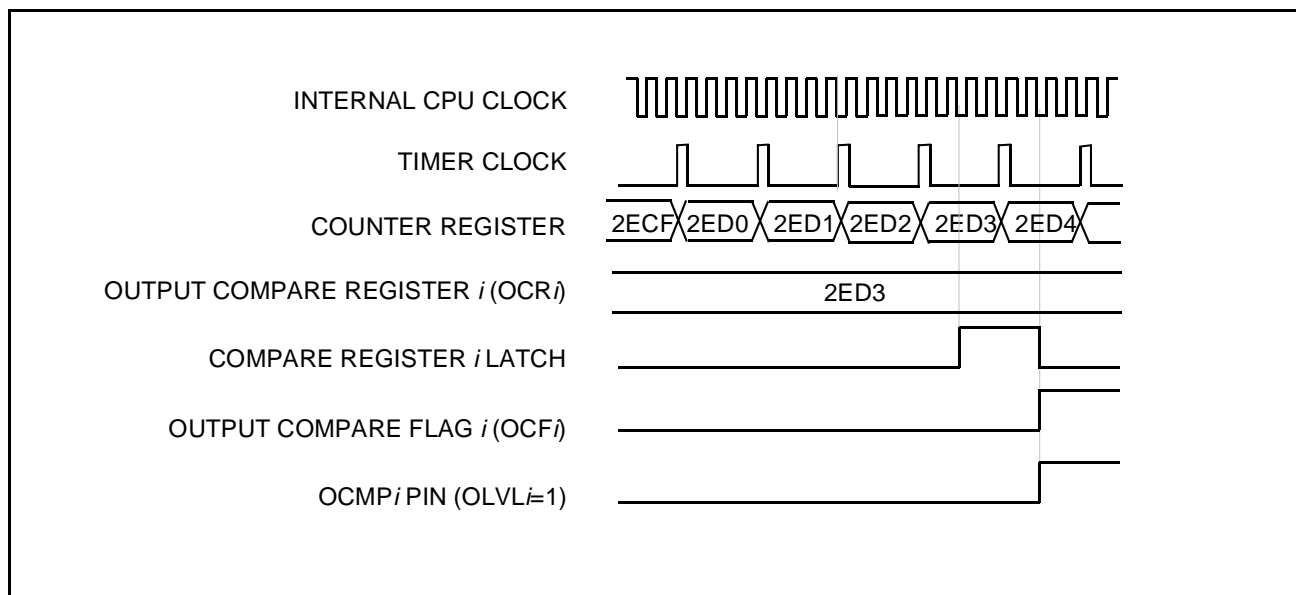 INTERNAL CPU CLOCK
TIMER CLOCK
COUNTER REGISTER 2ECF 2ED0 2ED1 2ED2 2ED3 2ED4
OUTPUT COMPARE REGISTER i (OCRi) 2ED3
COMPARE REGISTER i LATCH
OUTPUT COMPARE FLAG i (OCFi)
OCMPi PIN (OLVLi=1)